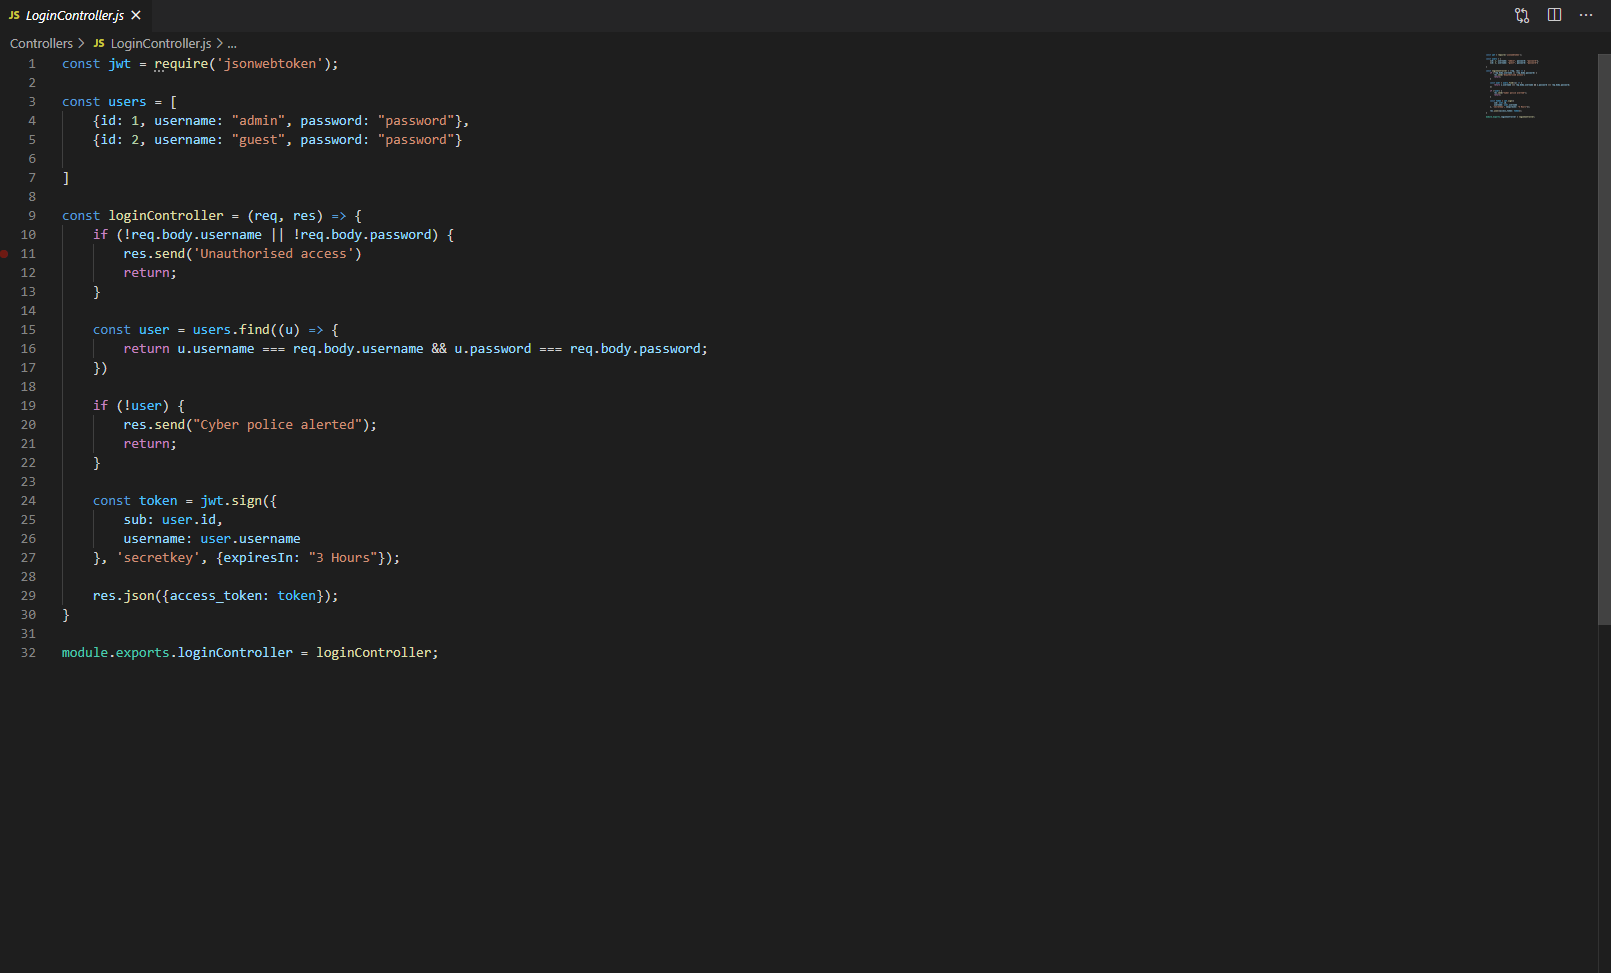 JS LoginController.js
Controllers > JS LoginController.js > ...
1 const jwt = require('jsonwebtoken');
2
3 const users = [
4     {id: 1, username: "admin", password: "password"},
5     {id: 2, username: "guest", password: "password"}
6
7 ]
8
9 const loginController = (req, res) => {
10     if (!req.body.username || !req.body.password) {
11         res.send('Unauthorised access')
12         return;
13     }
14
15     const user = users.find((u) => {
16         return u.username === req.body.username && u.password === req.body.password;
17     })
18
19     if (!user) {
20         res.send("Cyber police alerted");
21         return;
22     }
23
24     const token = jwt.sign({
25         sub: user.id,
26         username: user.username
27     }, 'secretkey', {expiresIn: "3 Hours"});
28
29     res.json({access_token: token});
30 }
31
32 module.exports.loginController = loginController;